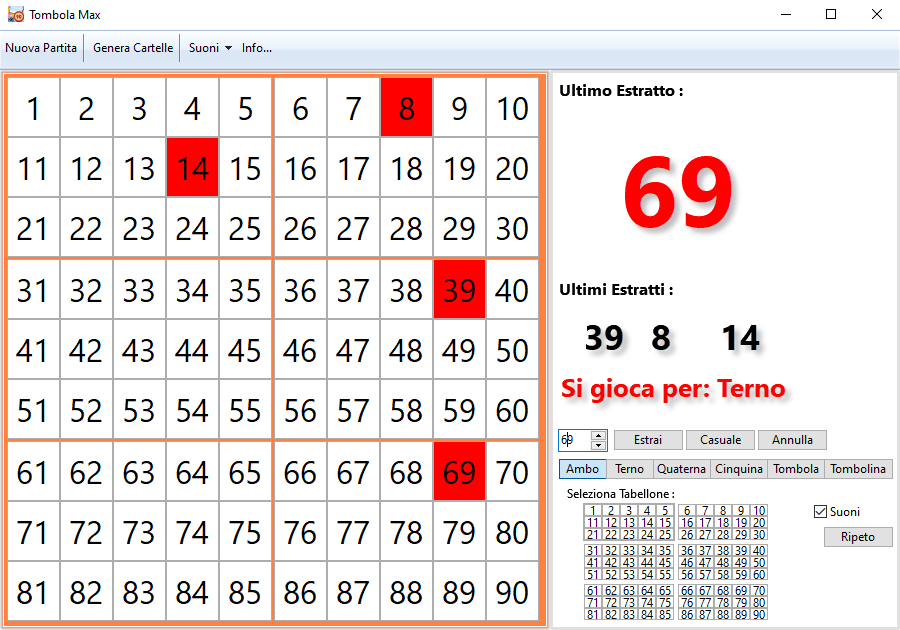 Tombola Max
Nuova Partita Genera Cartelle Suoni Info...
1 2 3 4 5 6 7 8 9 10
11 12 13 14 15 16 17 18 19 20
21 22 23 24 25 26 27 28 29 30
31 32 33 34 35 36 37 38 39 40
41 42 43 44 45 46 47 48 49 50
51 52 53 54 55 56 57 58 59 60
61 62 63 64 65 66 67 68 69 70
71 72 73 74 75 76 77 78 79 80
81 82 83 84 85 86 87 88 89 90
Ultimo Estratto :
69
Ultimi Estratti :
39 8 14
Si gioca per: Terno
69 Estrai Casuale Annulla
Ambo Terno Quaterna Cinquina Tombola Tombolina
Seleziona Tabellone :
1 2 3 4 5 6 7 8 9 10
11 12 13 14 15 16 17 18 19 20
21 22 23 24 25 26 27 28 29 30
31 32 33 34 35 36 37 38 39 40
41 42 43 44 45 46 47 48 49 50
51 52 53 54 55 56 57 58 59 60
61 62 63 64 65 66 67 68 69 70
71 72 73 74 75 76 77 78 79 80
81 82 83 84 85 86 87 88 89 90
Suoni
Ripeto